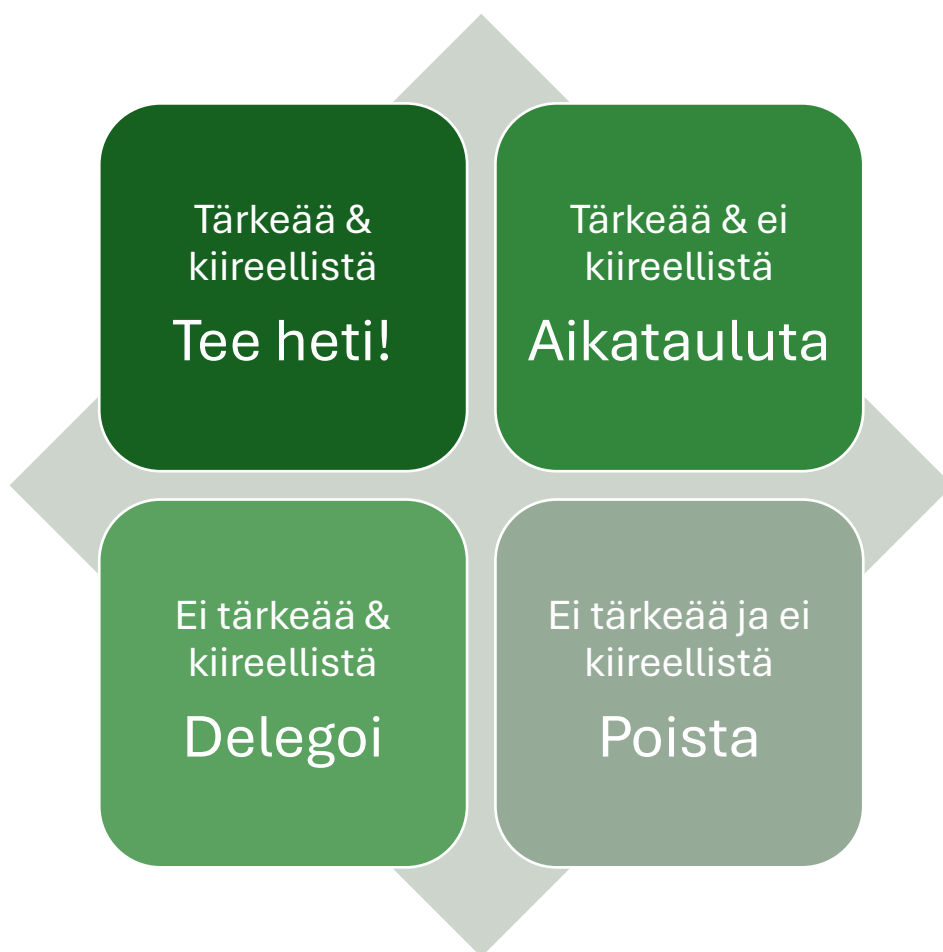 Tärkeää &
kiireellistä
Tee heti!
Tärkeää & ei
kiireellistä
Aikatauluta
Ei tärkeää &
kiireellistä
Delegoi
Ei tärkeää ja ei
kiireellistä
Poista